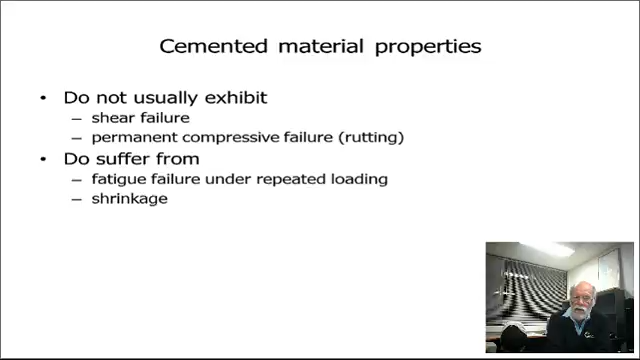 Cemented material properties
• Do not usually exhibit
– shear failure
– permanent compressive failure (rutting)
• Do suffer from
– fatigue failure under repeated loading
– shrinkage